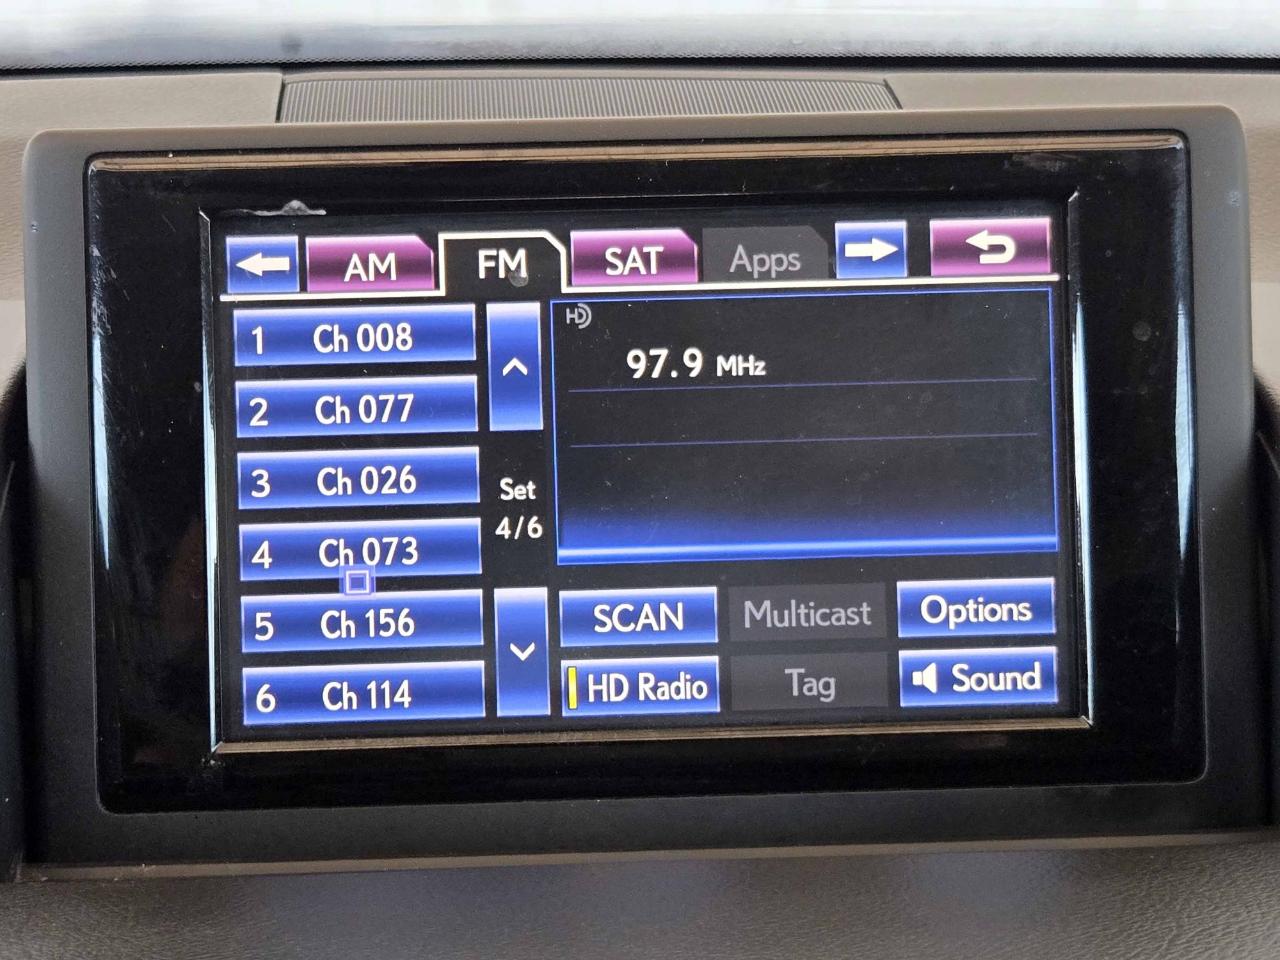 AM FM SAT Apps
1 Ch 008
2 Ch 077
3 Ch 026
4 Ch 073
5 Ch 156
6 Ch 114
Set
4/6
HD
97.9 MHz
SCAN Multicast Options
HD Radio Tag Sound